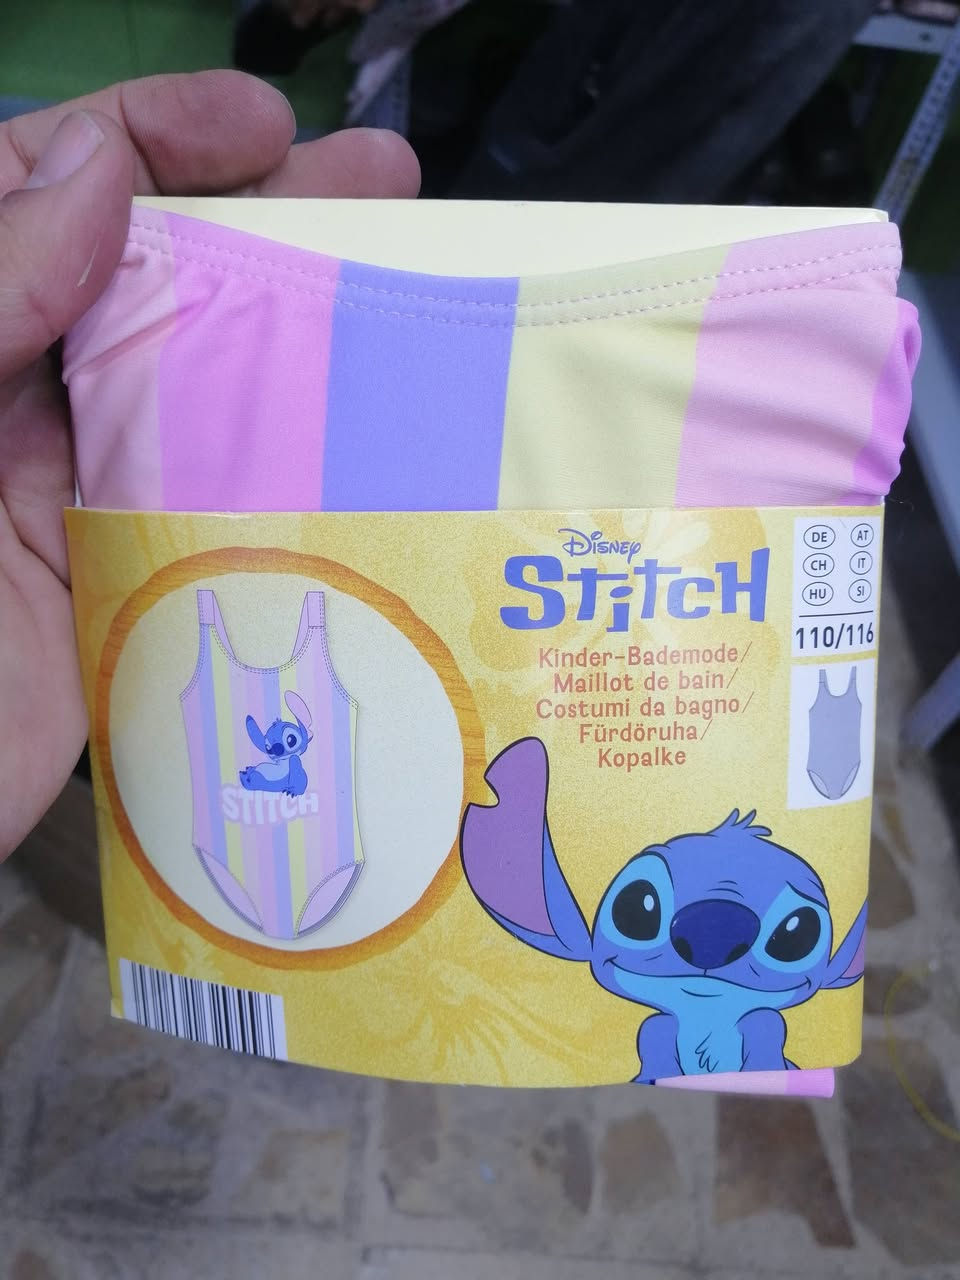 Disney
Stitch
Kinder-Bademode/
Maillot de bain/
Costumi da bagno/
Fürdőruha/
Kopalke
DE AT
CH IT
HU SI
110/116
STITCH